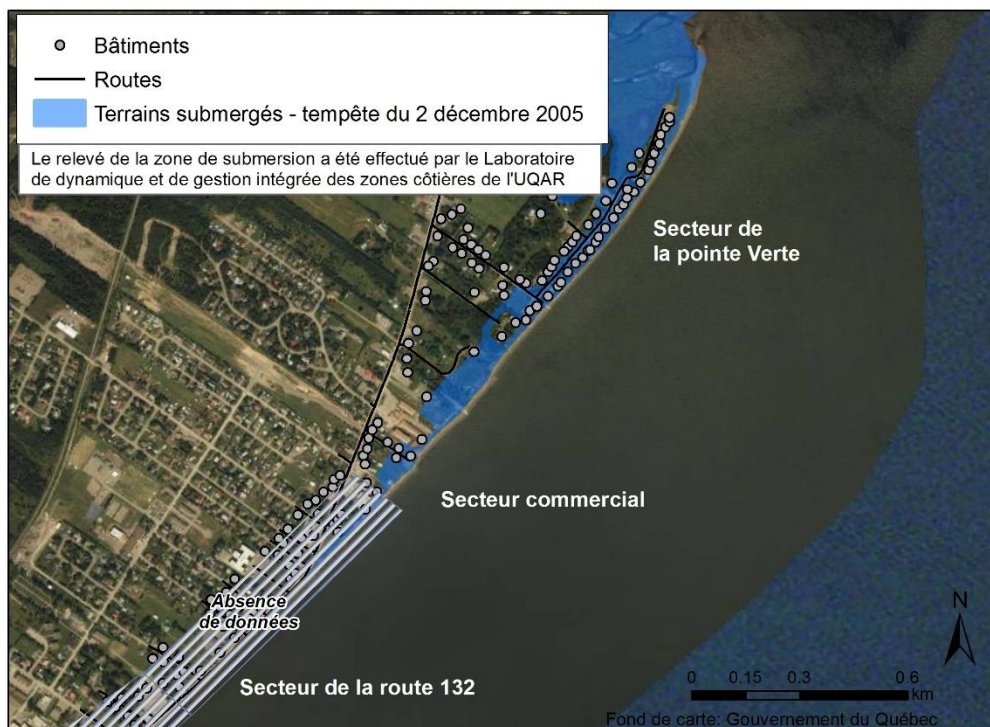 Bâtiments
Routes
Terrains submergés - tempête du 2 décembre 2005
Le relevé de la zone de submersion a été effectué par le Laboratoire
de dynamique et de gestion intégrée des zones côtières de l'UQAR
Secteur de
la pointe Verte
Secteur commercial
Absence
de données
Secteur de la route 132
N
0 0.15 0.3 0.6
km
Fond de carte: Gouvernement du Québec